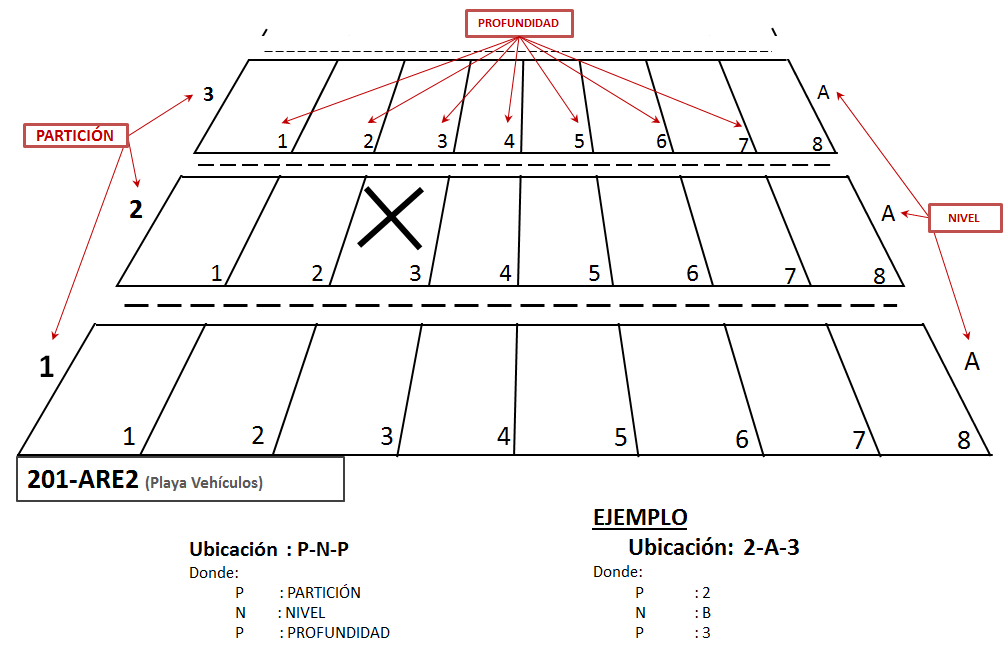 PROFUNDIDAD
3
A
PARTICIÓN
1 2 3 4 5 6 7 8
2
A
NIVEL
1 2 3 4 5 6 7 8
1
A
1 2 3 4 5 6 7 8
201-ARE2 (Playa Vehículos)
Ubicación : P-N-P
Donde:
P : PARTICIÓN
N : NIVEL
P : PROFUNDIDAD
EJEMPLO
Ubicación: 2-A-3
Donde:
P : 2
N : B
P : 3